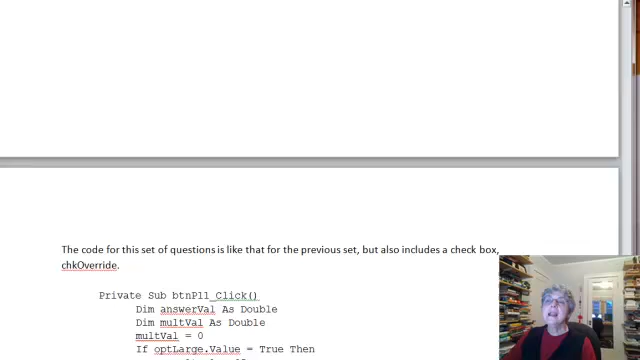 The code for this set of questions is like that for the previous set, but also includes a check box,
chkOverride.
Private Sub btnP11_Click()
Dim answerVal As Double
Dim multVal As Double
multVal = 0
If optLarge.Value = True Then